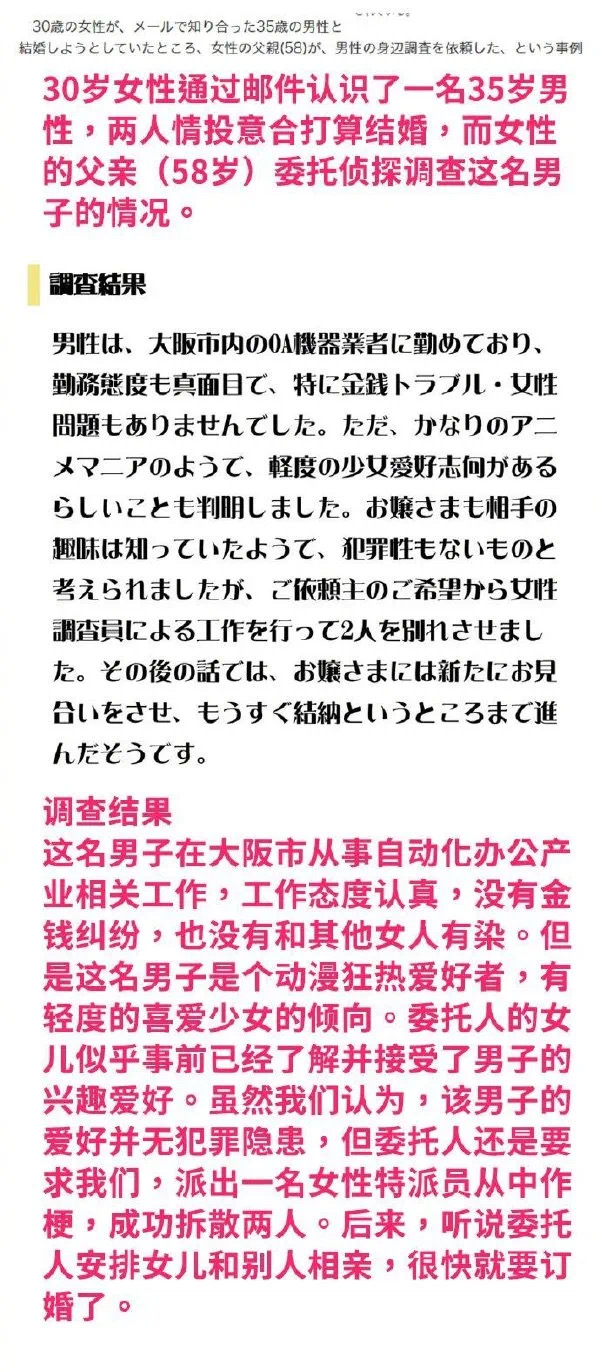 30歳の女性が、メールで知り合った35歳の男性と
結婚しようとしていたところ、女性の父親(58)が、男性の身辺調査を依頼した、という事例
30岁女性通过邮件认识了一名35岁男
性，两人情投意合打算结婚，而女性
的父亲（58岁）委托侦探调查这名男
子的情况。
調査結果
男性は、大阪市内のOA機器業者に勤めており、
勤務態度も真面目で、特に金銭トラブル・女性
問題もありませんでした。ただ、かなりのアニ
メマニアのようで、軽度の少女愛好志向がある
らしいことも判明しました。お嬢さまも相手の
趣味は知っていたようで、犯罪性もないものと
考えられましたが、ご依頼主のご希望から女性
調査員による工作を行って2人を別れさせまし
た。その後の話では、お嬢さまには新たにお見
合いをさせ、もうすぐ結納というところまで進
んだそうです。
调查结果
这名男子在大阪市从事自动化办公产
业相关工作，工作态度认真，没有金
钱纠纷，也没有和其他女人有染。但
是这名男子是个动漫狂热爱好者，有
轻度的喜爱少女的倾向。委托人的女
儿似乎事前已经了解并接受了男子的
兴趣爱好。虽然我们认为，该男子的
爱好并无犯罪隐患，但委托人还是要
求我们，派出一名女性特派员从中作
梗，成功拆散两人。后来，听说委托
人安排女儿和别人相亲，很快就要订
婚了。